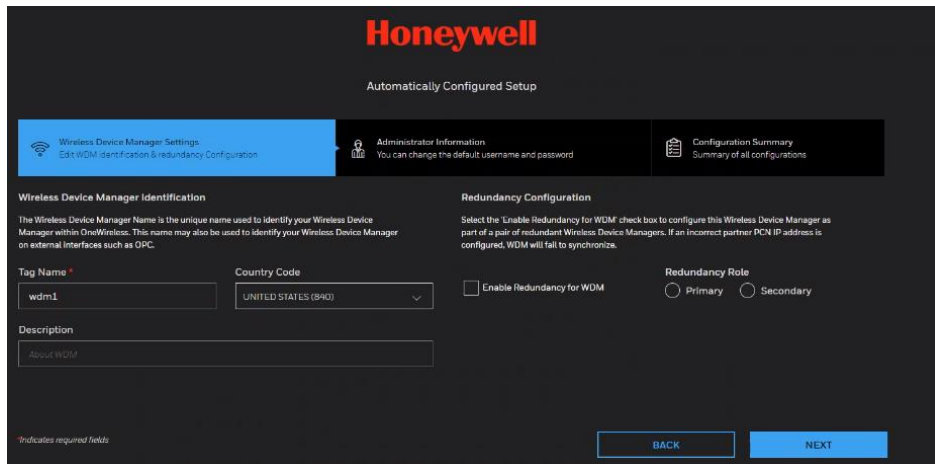 Honeywell
Automatically Configured Setup
Wireless Device Manager Settings
Edit WDM identification & redundancy Configuration
Administrator Information
You can change the default username and password
Configuration Summary
Summary of all configurations
Wireless Device Manager Identification
The Wireless Device Manager Name is the unique name used to identify your Wireless Device
Manager within OneWireless. This name may also be used to identify your Wireless Device Manager
on external interfaces such as OPC.
Tag Name *
wdm1
Country Code
UNITED STATES (840)
Description
About WDM
Redundancy Configuration
Select the 'Enable Redundancy for WDM' check box to configure this Wireless Device Manager as
part of a pair of redundant Wireless Device Managers. If an incorrect partner PCN IP address is
configured, WDM will fail to synchronize.
Enable Redundancy for WDM
Redundancy Role
Primary
Secondary
*Indicates required fields
BACK
NEXT